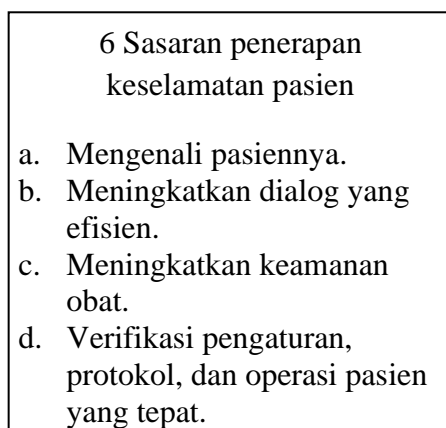 6 Sasaran penerapan
keselamatan pasien
a. Mengenali pasiennya.
b. Meningkatkan dialog yang
efisien.
c. Meningkatkan keamanan
obat.
d. Verifikasi pengaturan,
protokol, dan operasi pasien
yang tepat.